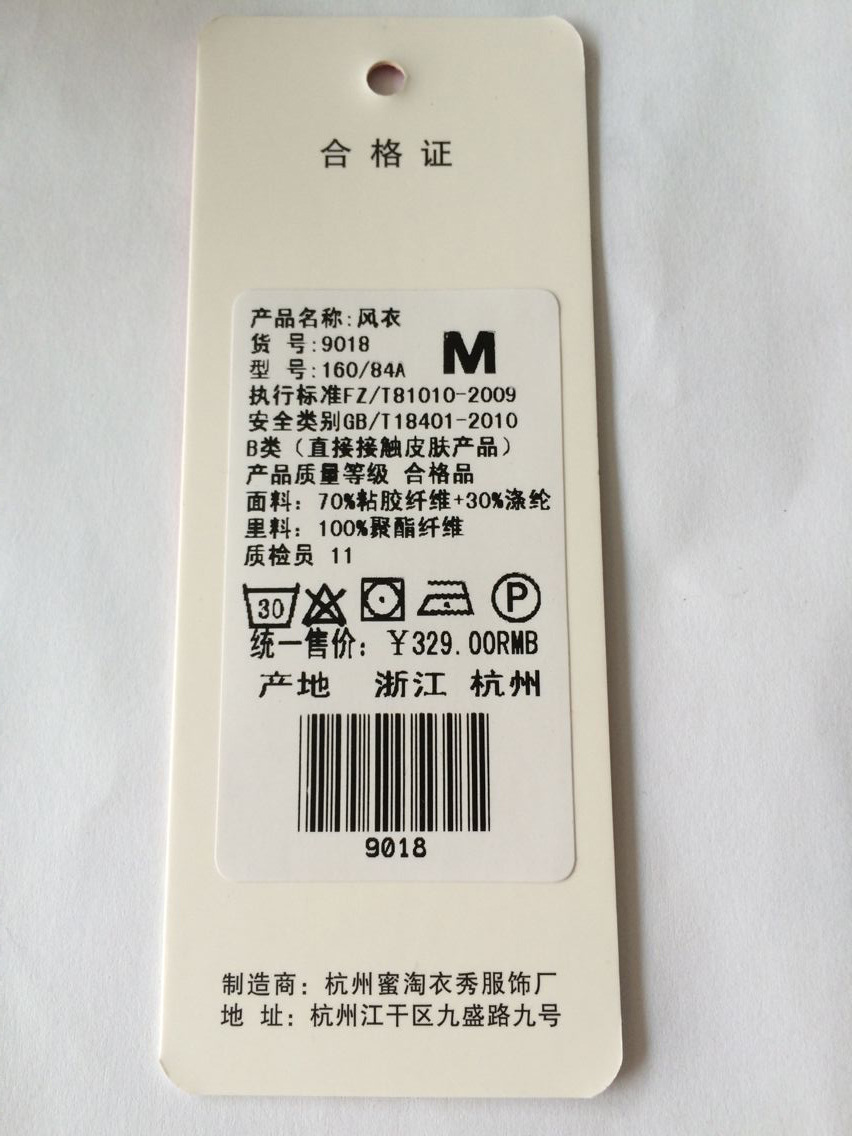 合格证
产品名称:风衣
货 号:9018
M
型 号:160/84A
执行标准FZ/T81010-2009
安全类别GB/T18401-2010
B类（直接接触皮肤产品）
产品质量等级 合格品
面料：70%粘胶纤维+30%涤纶
里料：100%聚酯纤维
质检员 11
30 P
统一售价：￥329.00RMB
产地 浙江 杭州
9018
制造商：杭州蜜淘衣秀服饰厂
地 址：杭州江干区九盛路九号